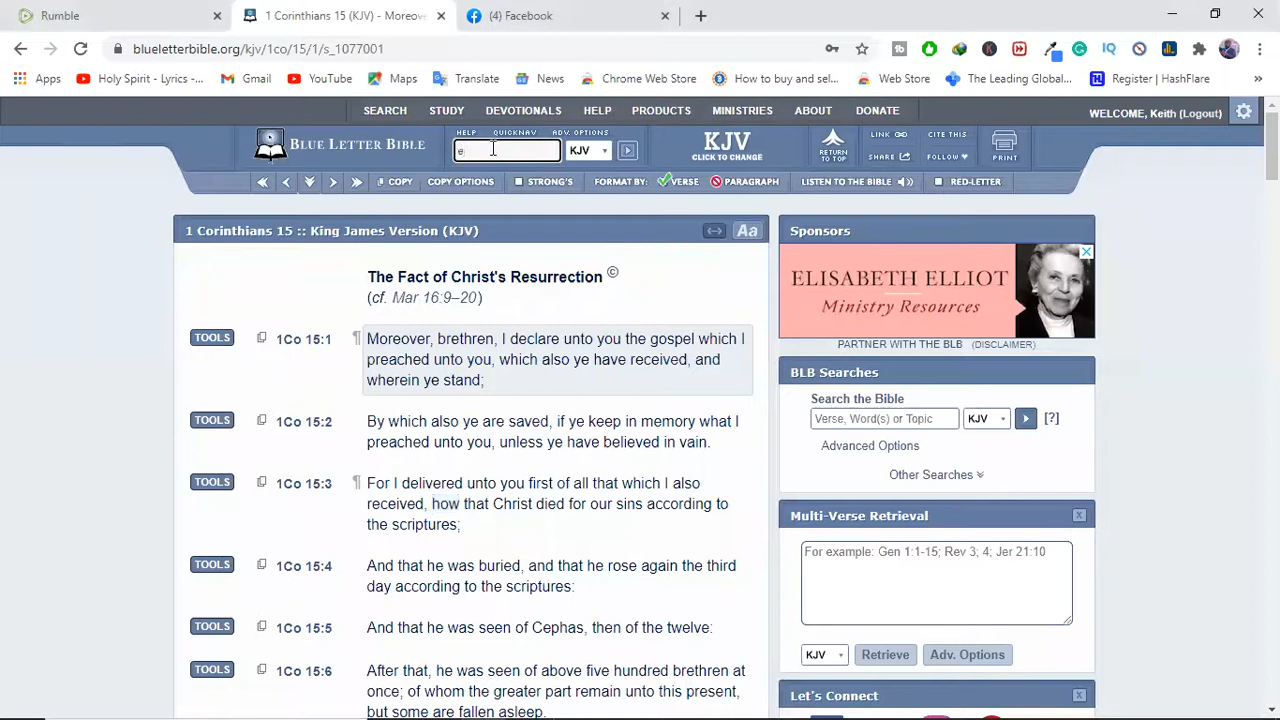 Rumble
1 Corinthians 15 (KJV) - Moreov
(4) Facebook
blueletterbible.org/kjv/1co/15/1/s_1077001
Apps
Holy Spirit - Lyrics -...
Gmail
YouTube
Maps
Translate
News
Chrome Web Store
How to buy and sel...
Web Store
The Leading Global...
Register | HashFlare
»
SEARCH STUDY DEVOTIONALS HELP PRODUCTS MINISTRIES ABOUT DONATE
WELCOME, Keith (Logout)
BLUE LETTER BIBLE
HELP QUICKNAV ADV. OPTIONS
e
KJV
KJV
CLICK TO CHANGE
RETURN
TO TOP
LINK
SHARE
CITE THIS
FOLLOW
PRINT
COPY COPY OPTIONS STRONG'S FORMAT BY: VERSE PARAGRAPH LISTEN TO THE BIBLE RED-LETTER
1 Corinthians 15 :: King James Version (KJV)
Aa
The Fact of Christ's Resurrection ©
(cf. Mar 16:9–20)
TOOLS 1Co 15:1 ¶ Moreover, brethren, I declare unto you the gospel which I
preached unto you, which also ye have received, and
wherein ye stand;
TOOLS 1Co 15:2 By which also ye are saved, if ye keep in memory what I
preached unto you, unless ye have believed in vain.
TOOLS 1Co 15:3 ¶ For I delivered unto you first of all that which I also
received, how that Christ died for our sins according to
the scriptures;
TOOLS 1Co 15:4 And that he was buried, and that he rose again the third
day according to the scriptures:
TOOLS 1Co 15:5 And that he was seen of Cephas, then of the twelve:
TOOLS 1Co 15:6 After that, he was seen of above five hundred brethren at
once; of whom the greater part remain unto this present,
but some are fallen asleep.
Sponsors
ELISABETH ELLIOT
Ministry Resources
PARTNER WITH THE BLB (DISCLAIMER)
BLB Searches
Search the Bible
Verse, Word(s) or Topic
KJV
[?]
Advanced Options
Other Searches
Multi-Verse Retrieval
x
For example: Gen 1:1-15; Rev 3; 4; Jer 21:10
KJV
Retrieve
Adv. Options
Let's Connect
x